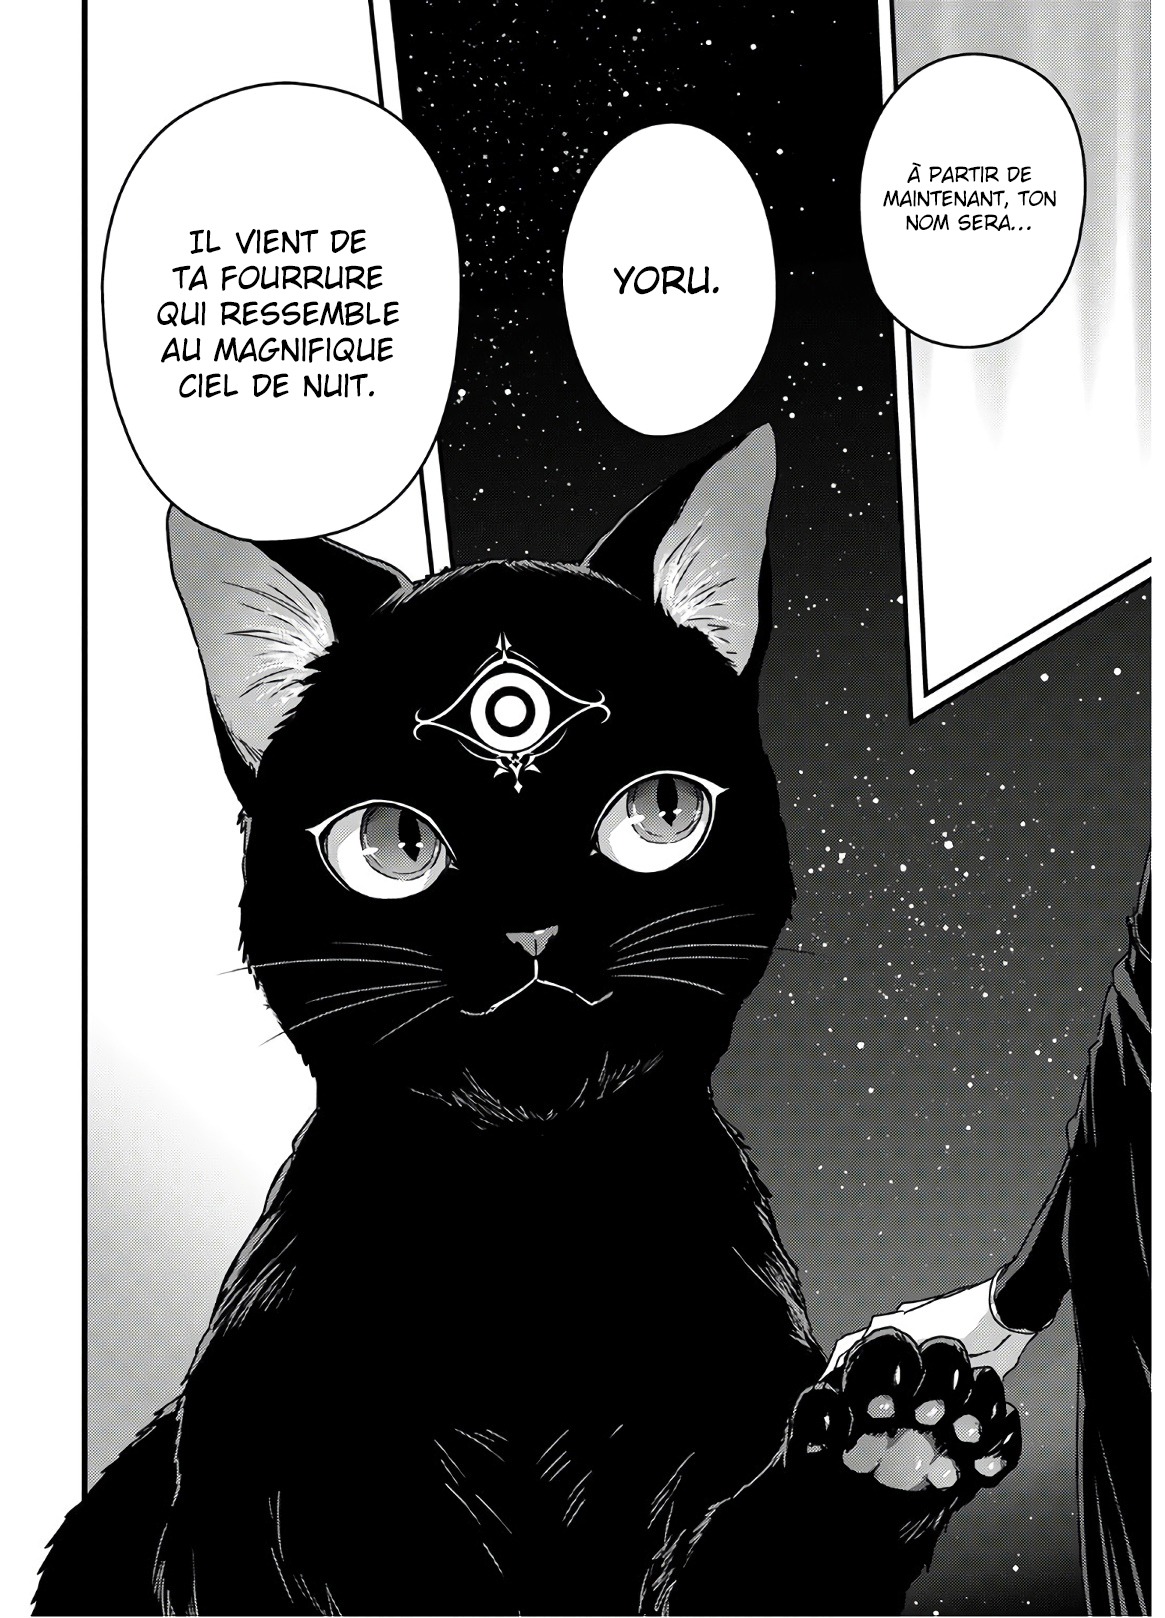 À PARTIR DE
MAINTENANT, TON
NOM SERA...
YORU.
IL VIENT DE
TA FOURRURE
QUI RESSEMBLE
AU MAGNIFIQUE
CIEL DE NUIT.